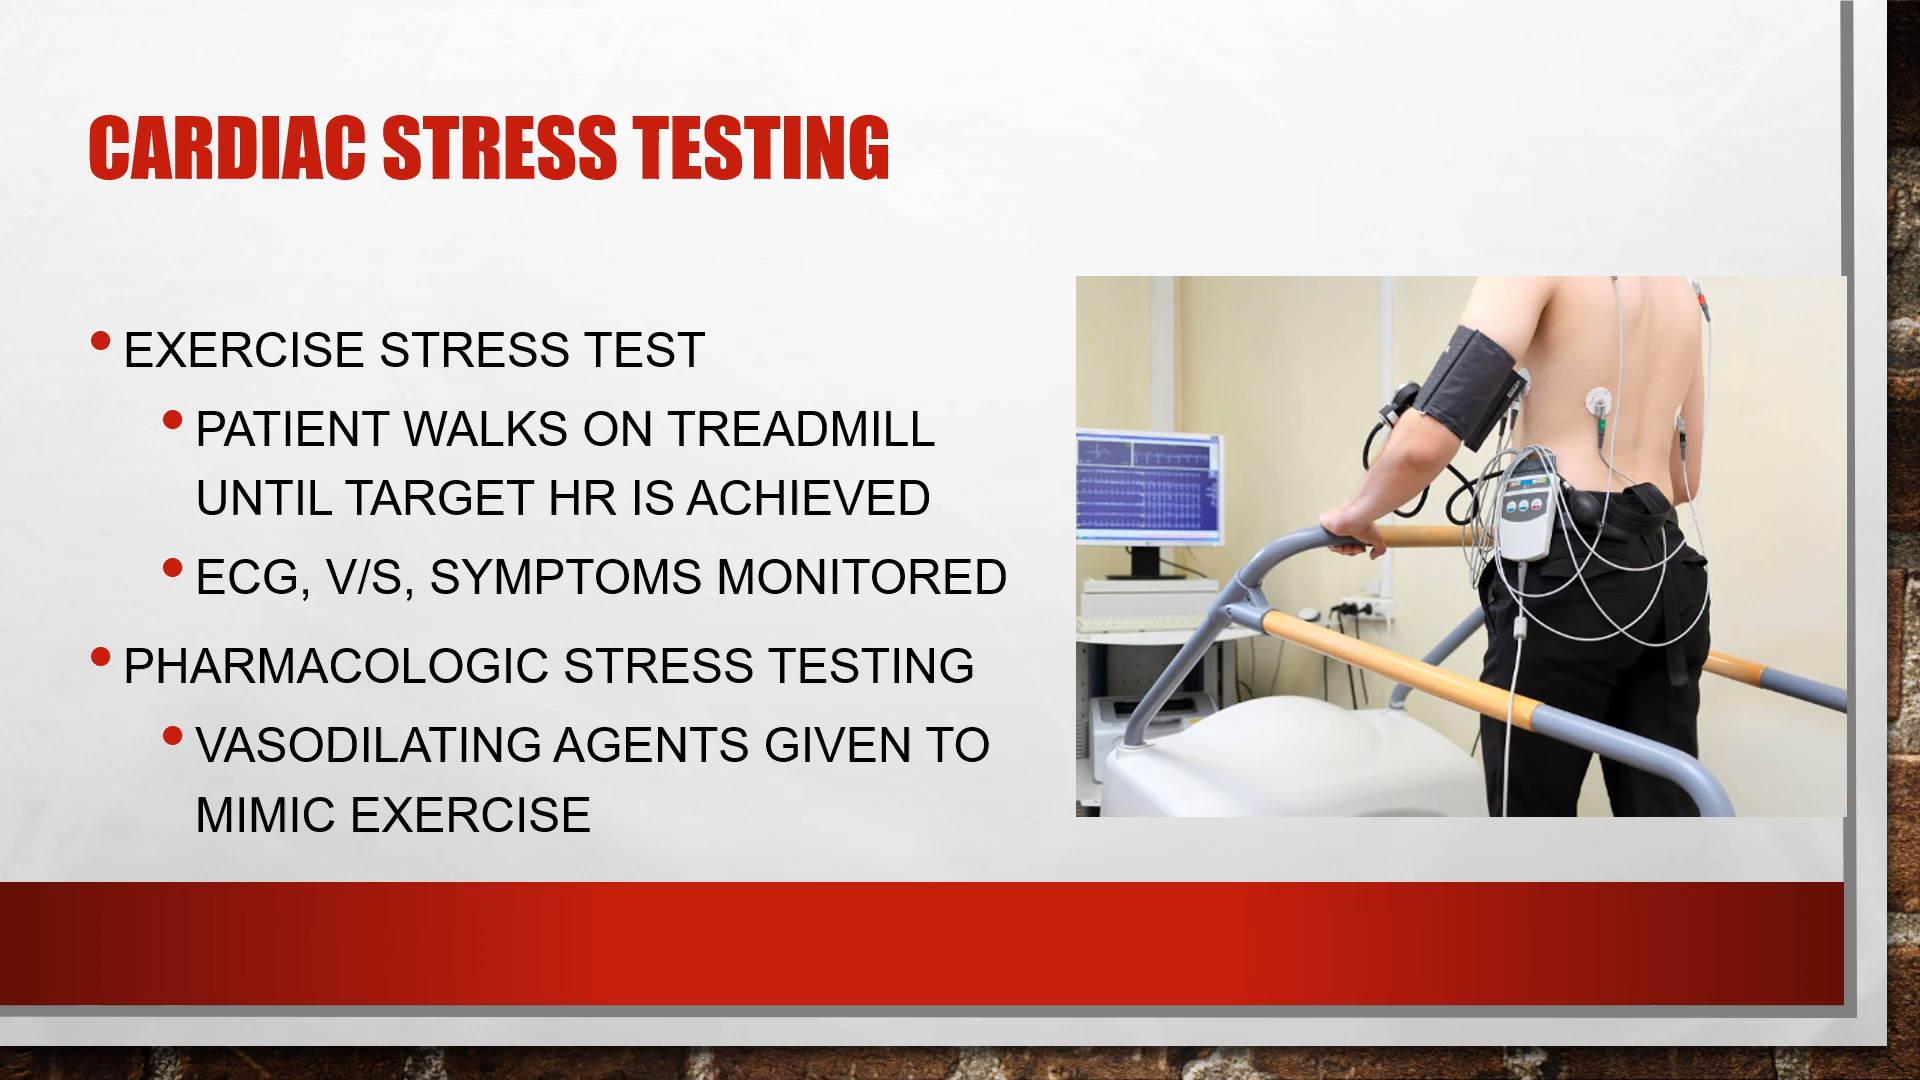 CARDIAC STRESS TESTING
• EXERCISE STRESS TEST
• PATIENT WALKS ON TREADMILL
UNTIL TARGET HR IS ACHIEVED
• ECG, V/S, SYMPTOMS MONITORED
• PHARMACOLOGIC STRESS TESTING
• VASODILATING AGENTS GIVEN TO
MIMIC EXERCISE